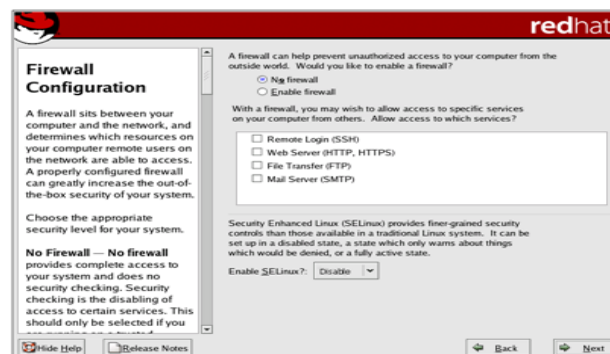 redhat
Firewall
Configuration
A firewall sits between your
computer and the network, and
determines which resources on
your computer remote users on
the network are able to access.
A properly configured firewall
can greatly increase the out-of-
the-box security of your system.
Choose the appropriate
security level for your system.
No Firewall — No firewall
provides complete access to
your system and does no
security checking. Security
checking is the disabling of
access to certain services. This
should only be selected if you
A firewall can help prevent unauthorized access to your computer from the
outside world. Would you like to enable a firewall?
No firewall
Enable firewall
With a firewall, you may wish to allow access to specific services
on your computer from others. Allow access to which services?
Remote Login (SSH)
Web Server (HTTP, HTTPS)
File Transfer (FTP)
Mail Server (SMTP)
Security Enhanced Linux (SELinux) provides finer-grained security
controls than those available in a traditional Linux system. It can be
set up in a disabled state, a state which only warns about things
which would be denied, or a fully active state.
Enable SELinux?: Disable
Hide Help
Release Notes
Back
Next